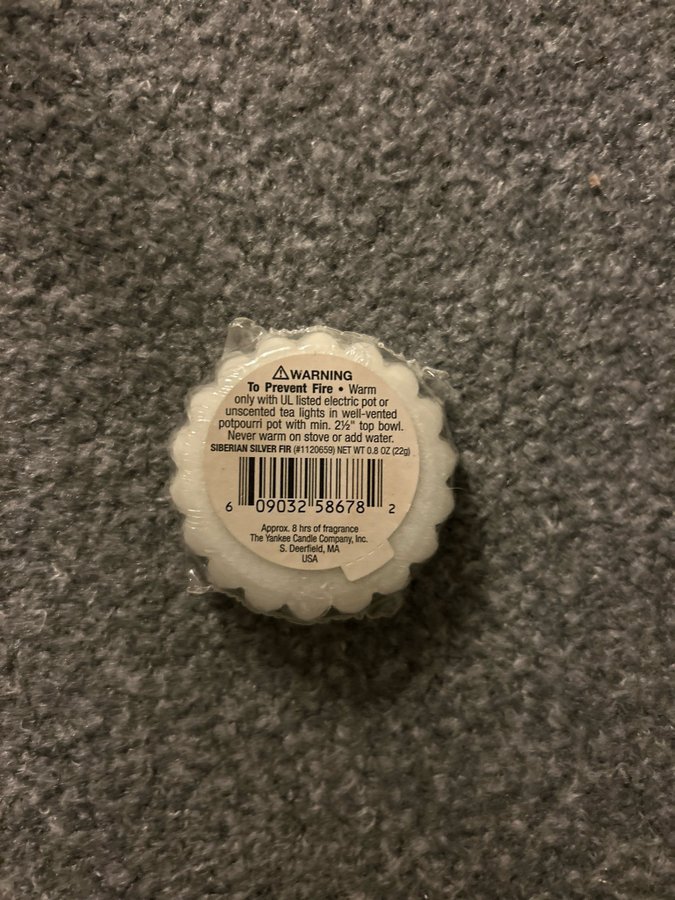 ⚠WARNING
To Prevent Fire • Warm
only with UL listed electric pot or
unscented tea lights in well-vented
potpourri pot with min. 2½" top bowl.
Never warm on stove or add water.
SIBERIAN SILVER FIR (#1120659) NET WT 0.8 OZ (22g)
6 09032 58678 2
Approx. 8 hrs of fragrance
The Yankee Candle Company, Inc.
S. Deerfield, MA
USA